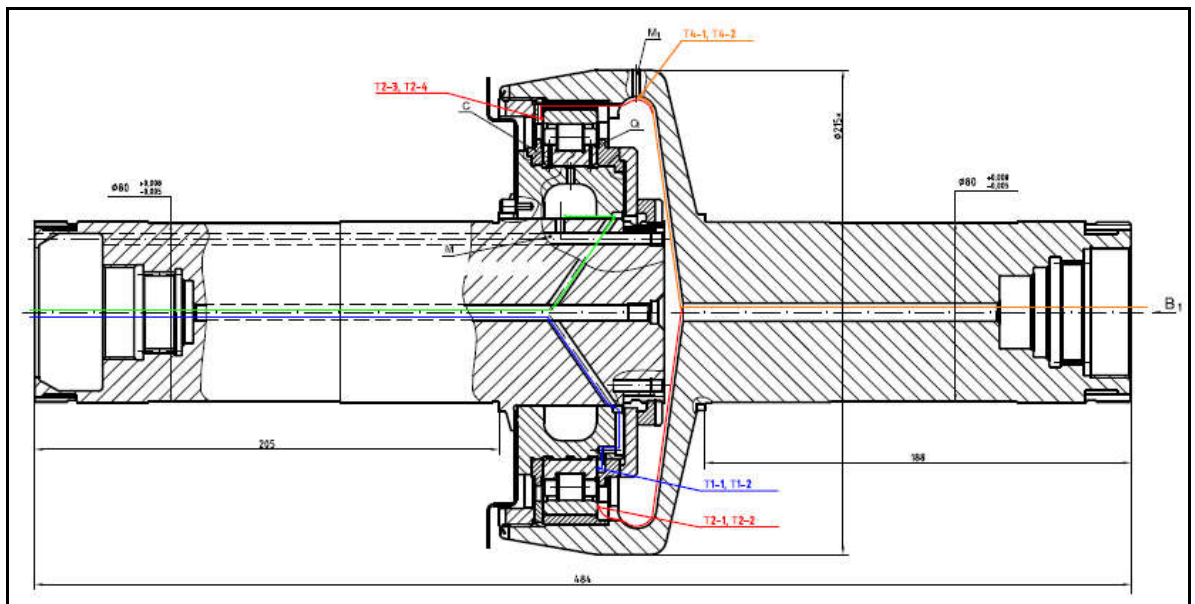 M₁
T4-1, T4-2
T2-3, T2-4
C
Q
Ø215*
Ø80 +0,008 -0,005
Ø80 +0,008 -0,005
M
B₁
205
188
T1-1, T1-2
T2-1, T2-2
484